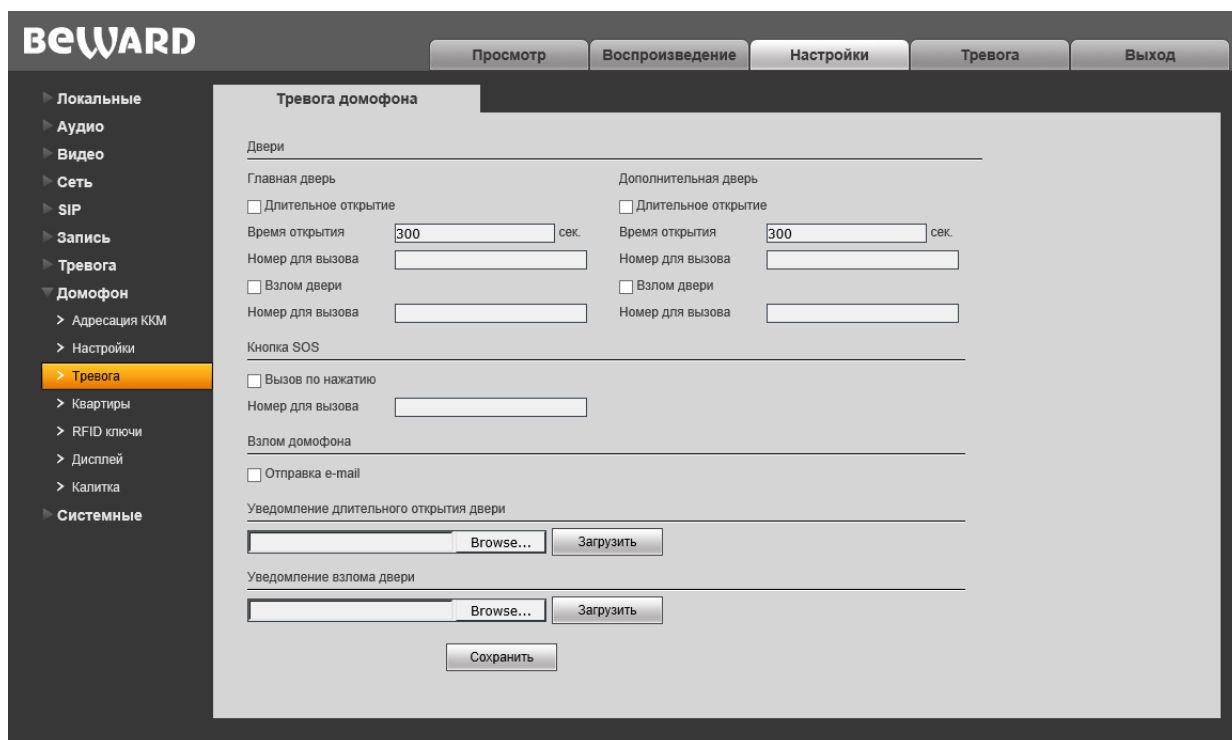 BEWARD
Просмотр Воспроизведение Настройки Тревога Выход
Локальные
Аудио
Видео
Сеть
SIP
Запись
Тревога
Домофон
Адресация ККМ
Настройки
Тревога
Квартиры
RFID ключи
Дисплей
Калитка
Системные
Тревога домофона
Двери
Главная дверь Дополнительная дверь
Длительное открытие Длительное открытие
Время открытия 300 сек. Время открытия 300 сек.
Номер для вызова Номер для вызова
Взлом двери Взлом двери
Номер для вызова Номер для вызова
Кнопка SOS
Вызов по нажатию
Номер для вызова
Взлом домофона
Отправка e-mail
Уведомление длительного открытия двери
Browse... Загрузить
Уведомление взлома двери
Browse... Загрузить
Сохранить